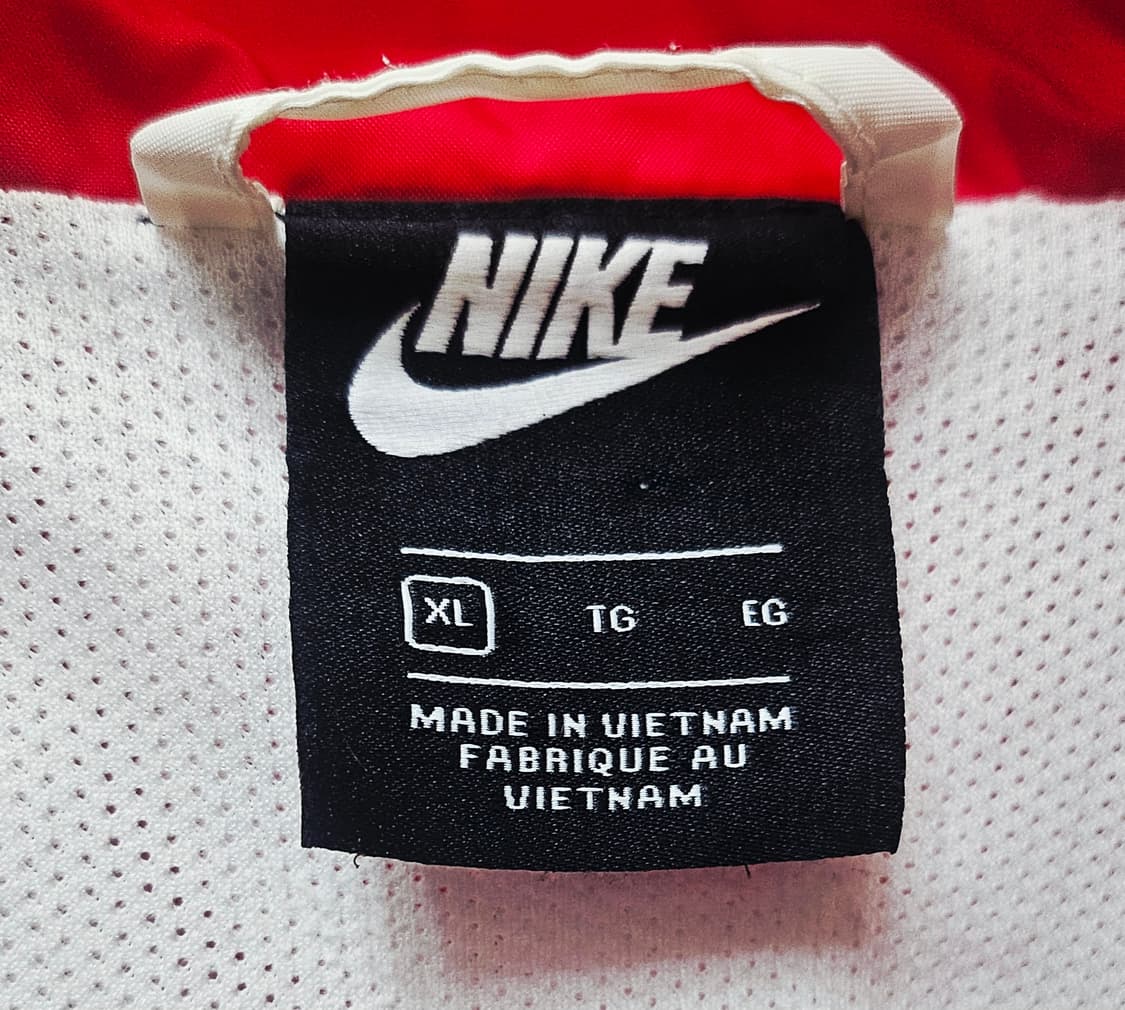 NIKE
XL TG EG
MADE IN VIETNAM
FABRIQUE AU
VIETNAM